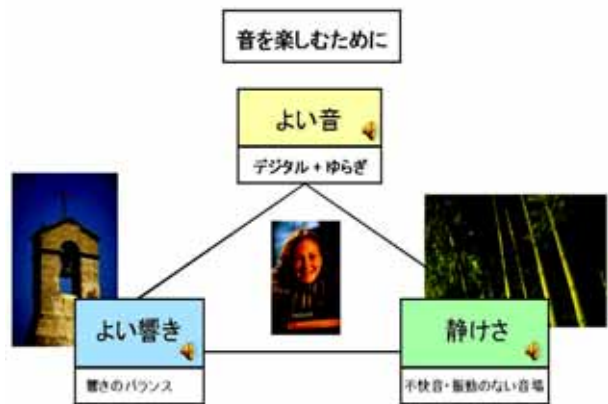 音を楽しむために
よい音
デジタル + ゆらぎ
よい響き
響きのバランス
静けさ
不快音・振動のない音場